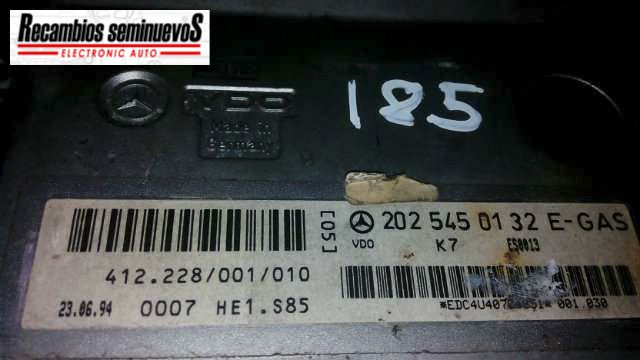 Recambios seminuevos
ELECTRONIC AUTO
VDO
Made in
Germany
185
[05]
202 545 01 32 E-GAS
VDO K7 ES0013
412.228/001/010
23.06.94 0007 HE1.S85
001.030